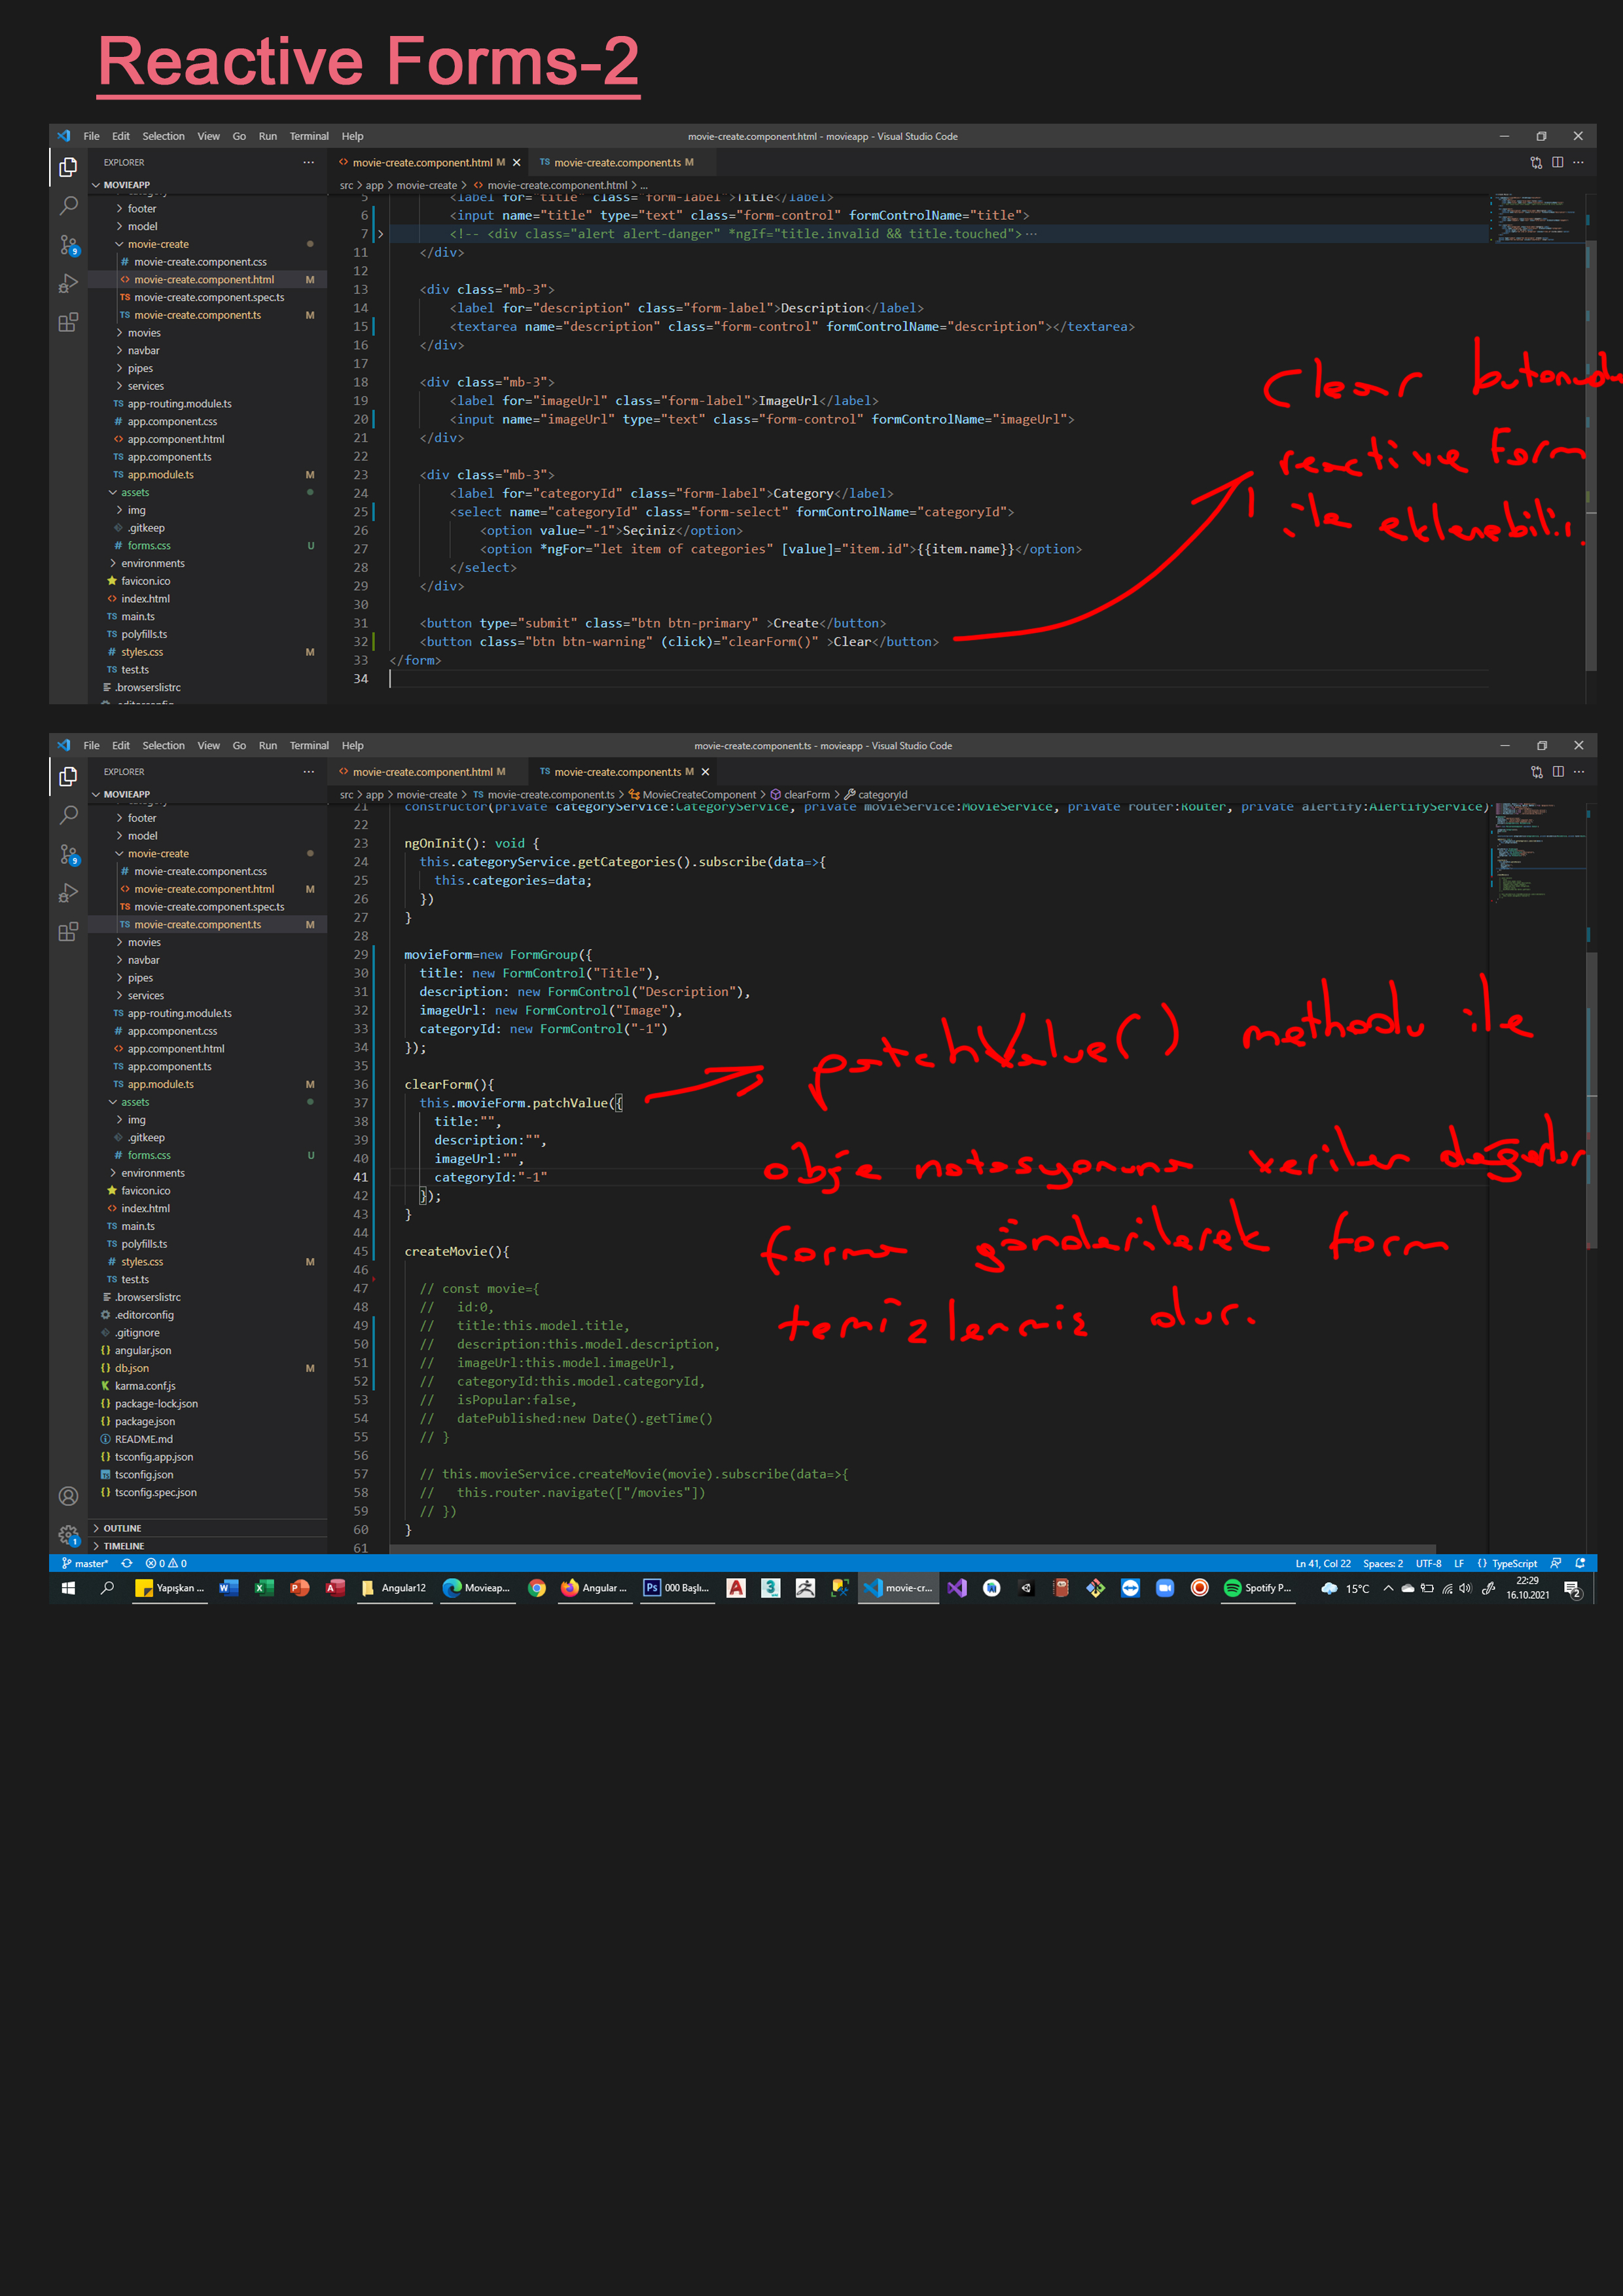 Reactive Forms-2
File Edit Selection View Go Run Terminal Help
movie-create.component.html - movieapp - Visual Studio Code
EXPLORER
movie-create.component.html M
TS movie-create.component.ts M
MOVIEAPP
src > app > movie-create > movie-create.component.html > ...
footer
model
movie-create
movie-create.component.css
movie-create.component.html M
TS movie-create.component.spec.ts
TS movie-create.component.ts M
movies
navbar
pipes
services
TS app-routing.module.ts
# app.component.css
app.component.html
TS app.component.ts
TS app.module.ts M
assets
img
.gitkeep
# forms.css U
environments
favicon.ico
index.html
TS main.ts
TS polyfills.ts
# styles.css M
TS test.ts
.browserslistrc
.editorconfig
5 <label for="title" class="form-label">Title</label>
6 <input name="title" type="text" class="form-control" formControlName="title">
7 <!-- <div class="alert alert-danger" *ngIf="title.invalid && title.touched">...
11 </div>
12
13 <div class="mb-3">
14 <label for="description" class="form-label">Description</label>
15 <textarea name="description" class="form-control" formControlName="description"></textarea>
16 </div>
17
18 <div class="mb-3">
19 <label for="imageUrl" class="form-label">ImageUrl</label>
20 <input name="imageUrl" type="text" class="form-control" formControlName="imageUrl">
21 </div>
22
23 <div class="mb-3">
24 <label for="categoryId" class="form-label">Category</label>
25 <select name="categoryId" class="form-select" formControlName="categoryId">
26 <option value="-1">Seçiniz</option>
27 <option *ngFor="let item of categories" [value]="item.id">{{item.name}}</option>
28 </select>
29 </div>
30
31 <button type="submit" class="btn btn-primary" >Create</button>
32 <button class="btn btn-warning" (click)="clearForm()" >Clear</button>
33 </form>
34
Clear butonuda
reactive form
ile eklenebilir.
File Edit Selection View Go Run Terminal Help
movie-create.component.ts - movieapp - Visual Studio Code
EXPLORER
movie-create.component.html M
TS movie-create.component.ts M
MOVIEAPP
src > app > movie-create > TS movie-create.component.ts > MovieCreateComponent > clearForm > categoryId
footer
model
movie-create
# movie-create.component.css
movie-create.component.html M
TS movie-create.component.spec.ts
TS movie-create.component.ts M
movies
navbar
pipes
services
TS app-routing.module.ts
# app.component.css
app.component.html
TS app.component.ts
TS app.module.ts M
assets
img
.gitkeep
# forms.css U
environments
favicon.ico
index.html
TS main.ts
TS polyfills.ts
# styles.css M
TS test.ts
.browserslistrc
.editorconfig
.gitignore
{} angular.json
{} db.json M
karma.conf.js
{} package-lock.json
{} package.json
README.md
{} tsconfig.app.json
tsconfig.json
{} tsconfig.spec.json
OUTLINE
TIMELINE
21 constructor(private categoryService:CategoryService, private movieService:MovieService, private router:Router, private alertify:AlertifyService)
22
23 ngOnInit(): void {
24 this.categoryService.getCategories().subscribe(data=>{
25 this.categories=data;
26 })
27 }
28
29 movieForm=new FormGroup({
30 title: new FormControl("Title"),
31 description: new FormControl("Description"),
32 imageUrl: new FormControl("Image"),
33 categoryId: new FormControl("-1")
34 });
35
36 clearForm(){
37 this.movieForm.patchValue({
38 title:"",
39 description:"",
40 imageUrl:"",
41 categoryId:"-1"
42 });
43 }
44
45 createMovie(){
46
47 // const movie={
48 // id:0,
49 // title:this.model.title,
50 // description:this.model.description,
51 // imageUrl:this.model.imageUrl,
52 // categoryId:this.model.categoryId,
53 // isPopular:false,
54 // datePublished:new Date().getTime()
55 // }
56
57 // this.movieService.createMovie(movie).subscribe(data=>{
58 // this.router.navigate(["/movies"])
59 // })
60 }
61
patchValue() methodu ile
obje notasyonuna verilen değerler
forma gönderilerek form
temizlenmiş olur.
master* 0 0
Ln 41, Col 22 Spaces: 2 UTF-8 LF {} TypeScript
Yapışkan ... Angular12 Movieap... Angular ... 000 Başlı... movie-cr... Spotify P... 15°C 22:29
16.10.2021